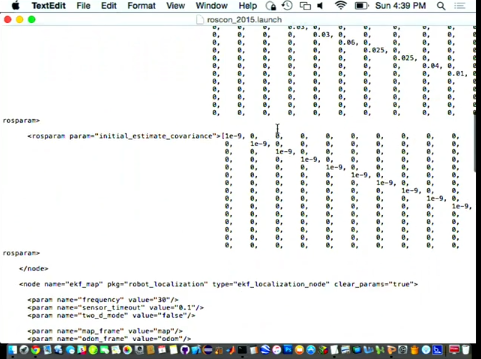 TextEdit File Edit Format View Window Help Sun 4:39 PM
roscon_2015.launch
0, 0, 0, 0.03, 0, 0, 0, 0, 0, 0,
0, 0, 0, 0, 0.03, 0, 0, 0, 0, 0,
0, 0, 0, 0, 0, 0.06, 0, 0, 0, 0,
0, 0, 0, 0, 0, 0, 0.025, 0, 0, 0,
0, 0, 0, 0, 0, 0, 0, 0.025, 0, 0,
0, 0, 0, 0, 0, 0, 0, 0, 0.04, 0,
0, 0, 0, 0, 0, 0, 0, 0, 0, 0.01,
0, 0, 0, 0, 0, 0, 0, 0, 0, 0,
0, 0, 0, 0, 0, 0, 0, 0, 0, 0,
0, 0, 0, 0, 0, 0, 0, 0, 0, 0,
0, 0, 0, 0, 0, 0, 0, 0, 0, 0,
0, 0, 0, 0, 0, 0, 0, 0, 0, 0,
rosparam>
<rosparam param="initial_estimate_covariance">[1e-9, 0, 0, 0, 0, 0, 0, 0, 0, 0,
0, 1e-9, 0, 0, 0, 0, 0, 0, 0, 0,
0, 0, 1e-9, 0, 0, 0, 0, 0, 0, 0,
0, 0, 0, 1e-9, 0, 0, 0, 0, 0, 0,
0, 0, 0, 0, 1e-9, 0, 0, 0, 0, 0,
0, 0, 0, 0, 0, 1e-9, 0, 0, 0, 0,
0, 0, 0, 0, 0, 0, 1e-9, 0, 0, 0,
0, 0, 0, 0, 0, 0, 0, 1e-9, 0, 0,
0, 0, 0, 0, 0, 0, 0, 0, 1e-9, 0,
0, 0, 0, 0, 0, 0, 0, 0, 0, 1e-9,
0, 0, 0, 0, 0, 0, 0, 0, 0, 0,
0, 0, 0, 0, 0, 0, 0, 0, 0, 0,
0, 0, 0, 0, 0, 0, 0, 0, 0, 0,
0, 0, 0, 0, 0, 0, 0, 0, 0, 0,
0, 0, 0, 0, 0, 0, 0, 0, 0, 0,
rosparam>
</node>
<node name="ekf_map" pkg="robot_localization" type="ekf_localization_node" clear_params="true">
<param name="frequency" value="30"/>
<param name="sensor_timeout" value="0.1"/>
<param name="two_d_mode" value="false"/>
<param name="map_frame" value="map"/>
<param name="odom_frame" value="odom"/>